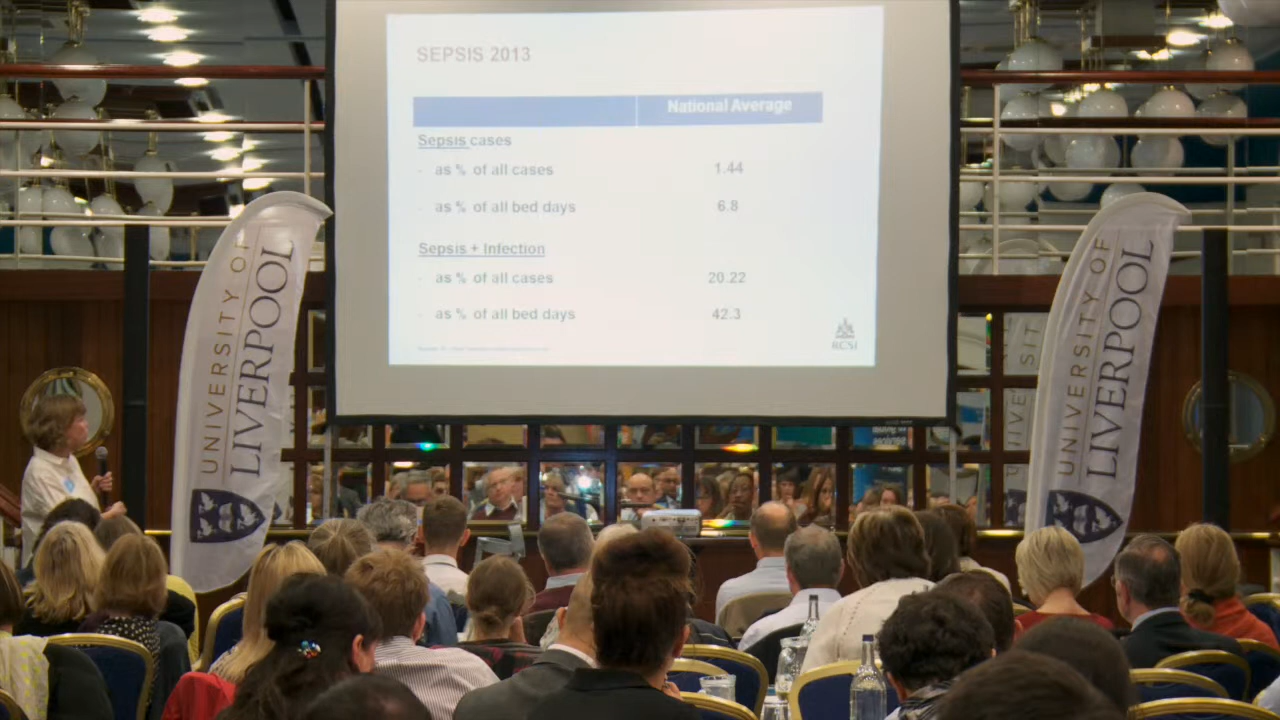 SEPSIS 2013
National Average
Sepsis cases
- as % of all cases 1.44
- as % of all bed days 6.8
Sepsis + Infection
- as % of all cases 20.22
- as % of all bed days 42.3
RCSI
UNIVERSITY OF
LIVERPOOL
UNIVERSITY OF
LIVERPOOL